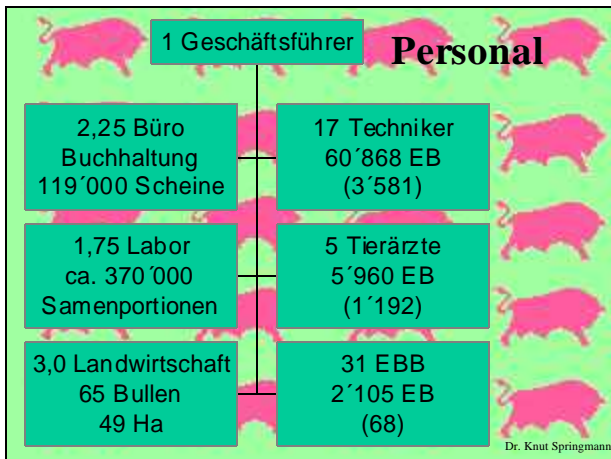 1 Geschäftsführer
Personal
2,25 Büro
Buchhaltung
119´000 Scheine
17 Techniker
60´868 EB
(3´581)
1,75 Labor
ca. 370´000
Samenportionen
5 Tierärzte
5´960 EB
(1´192)
3,0 Landwirtschaft
65 Bullen
49 Ha
31 EBB
2´105 EB
(68)
Dr. Knut Springmann